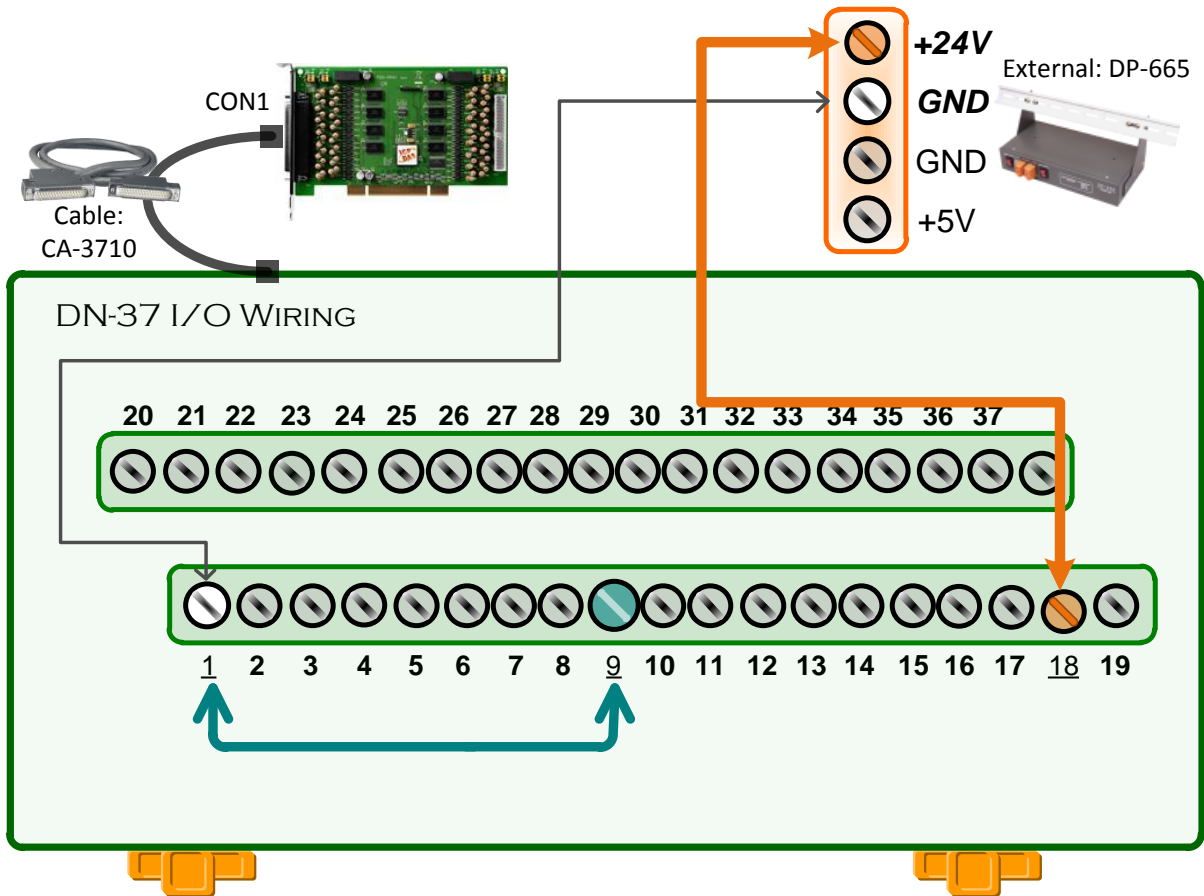 +24V
External: DP-665
CON1
GND
GND
Cable:
CA-3710
+5V
DN-37 I/O WIRING
20 21 22 23 24 25 26 27 28 29 30 31 32 33 34 35 36 37
1 2 3 4 5 6 7 8 9 10 11 12 13 14 15 16 17 18 19